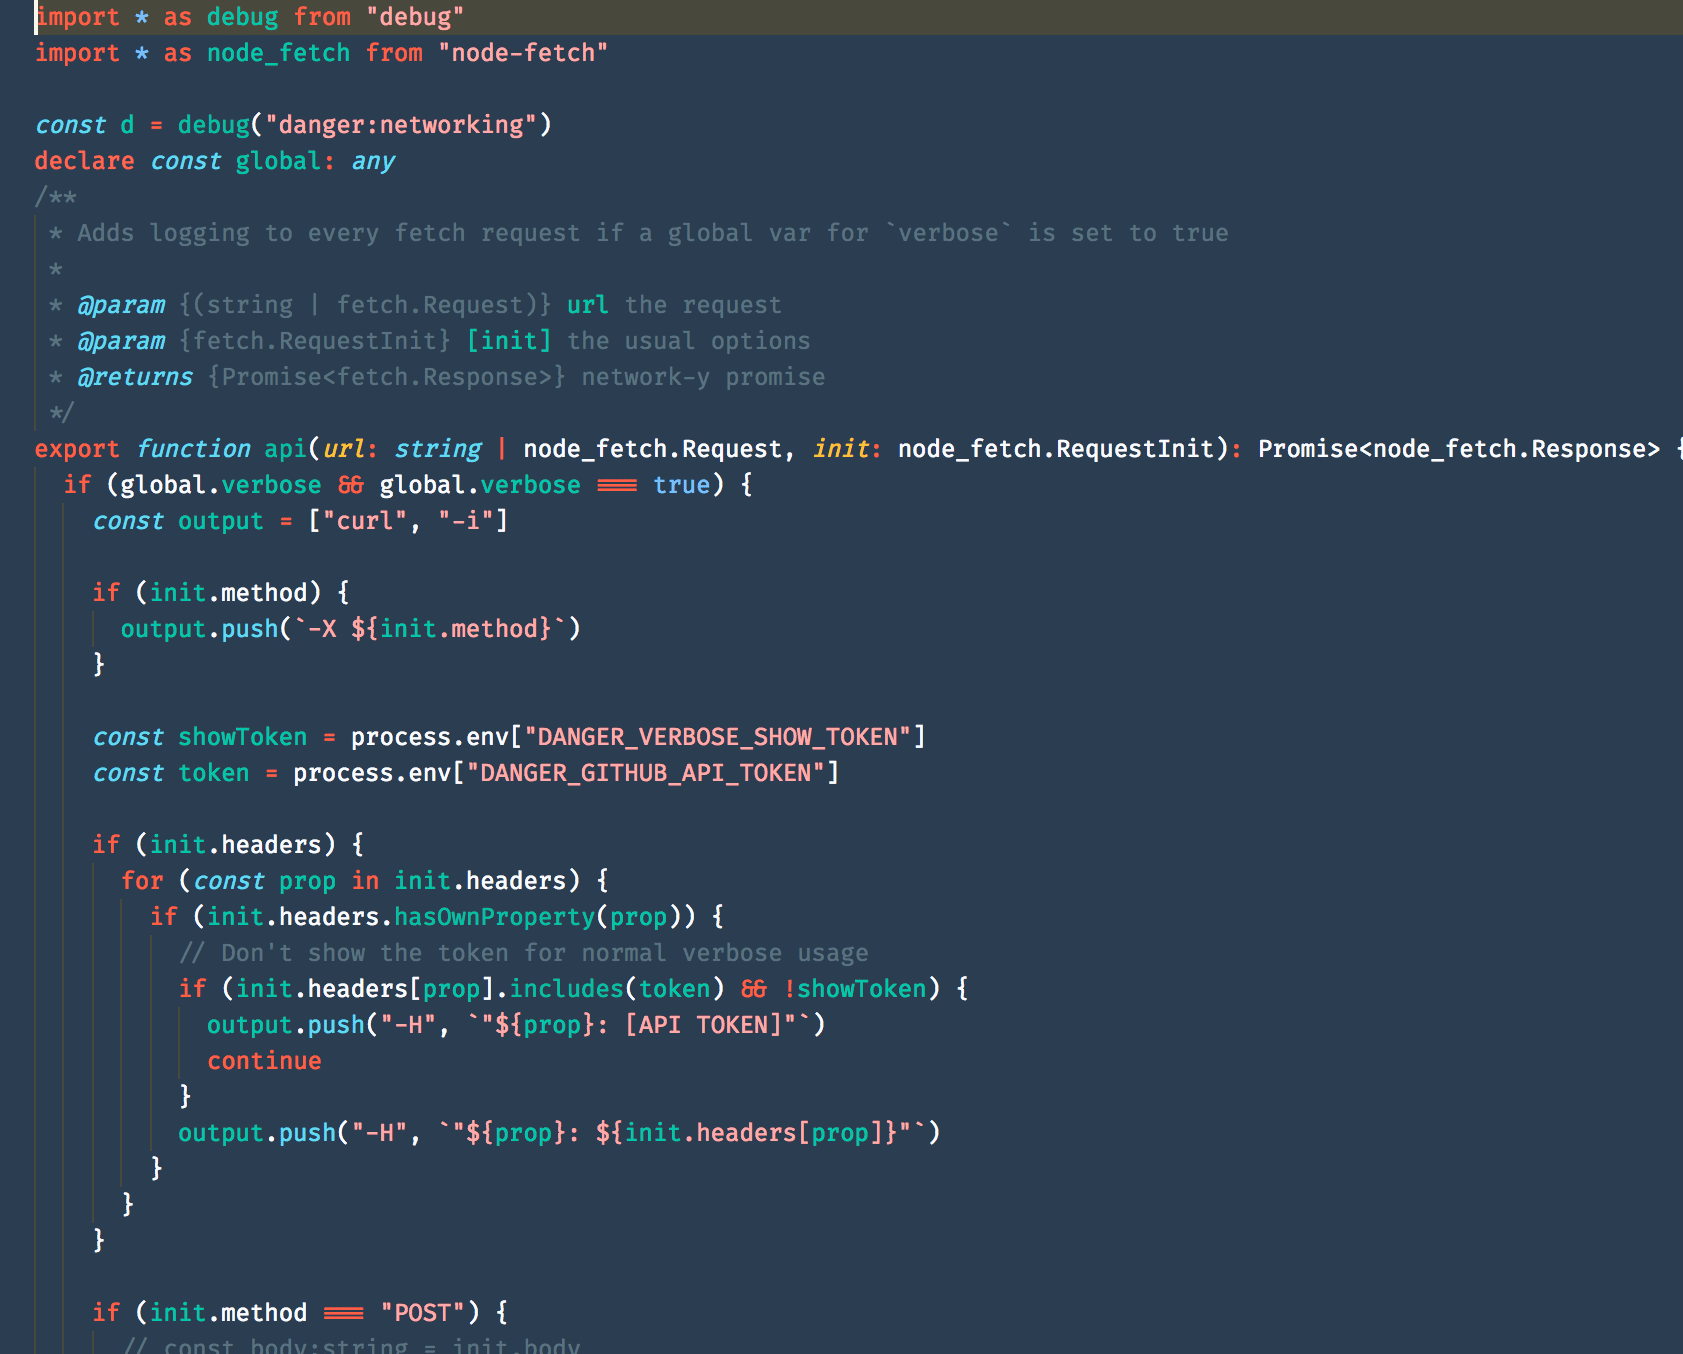 import * as debug from "debug"
import * as node_fetch from "node-fetch"

const d = debug("danger:networking")
declare const global: any
/**
 * Adds logging to every fetch request if a global var for `verbose` is set to true
 *
 * @param {(string | fetch.Request)} url the request
 * @param {fetch.RequestInit} [init] the usual options
 * @returns {Promise<fetch.Response>} network-y promise
 */
export function api(url: string | node_fetch.Request, init: node_fetch.RequestInit): Promise<node_fetch.Response> {
  if (global.verbose && global.verbose === true) {
    const output = ["curl", "-i"]

    if (init.method) {
      output.push(`-X ${init.method}`)
    }

    const showToken = process.env["DANGER_VERBOSE_SHOW_TOKEN"]
    const token = process.env["DANGER_GITHUB_API_TOKEN"]

    if (init.headers) {
      for (const prop in init.headers) {
        if (init.headers.hasOwnProperty(prop)) {
          // Don't show the token for normal verbose usage
          if (init.headers[prop].includes(token) && !showToken) {
            output.push("-H", `"${prop}: [API TOKEN]"`)
            continue
          }
          output.push("-H", `"${prop}: ${init.headers[prop]}"`)
        }
      }
    }

    if (init.method === "POST") {
      // const body:string = init.body